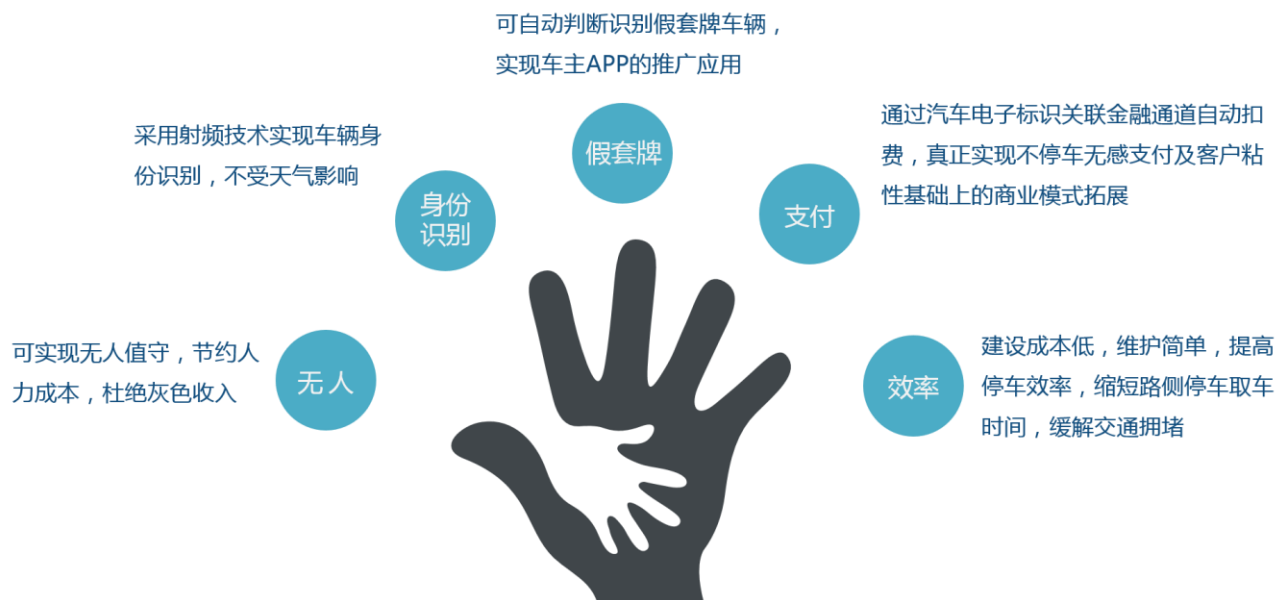 可自动判断识别假套牌车辆，
实现车主APP的推广应用
假套牌
采用射频技术实现车辆身
份识别，不受天气影响
身份
识别
通过汽车电子标识关联金融通道自动扣
费，真正实现不停车无感支付及客户粘
性基础上的商业模式拓展
支付
可实现无人值守，节约人
力成本，杜绝灰色收入
无人
建设成本低，维护简单，提高
停车效率，缩短路侧停车取车
时间，缓解交通拥堵
效率